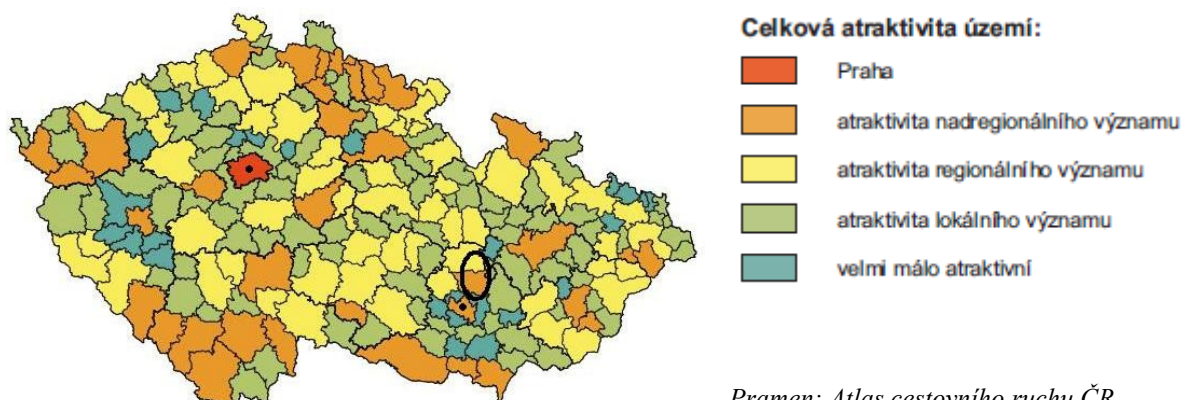 Celková atraktivita území:
Praha
atraktivita nadregionálního významu
atraktivita regionálního významu
atraktivita lokálního významu
velmi málo atraktivní
Pramen: Atlas cestovního ruchu ČR